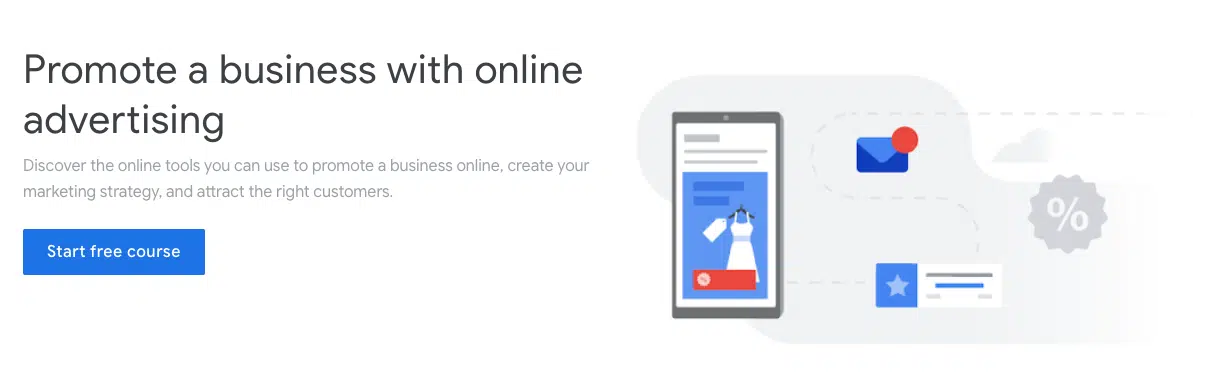 Promote a business with online
advertising
Discover the online tools you can use to promote a business online, create your
marketing strategy, and attract the right customers.
Start free course
%